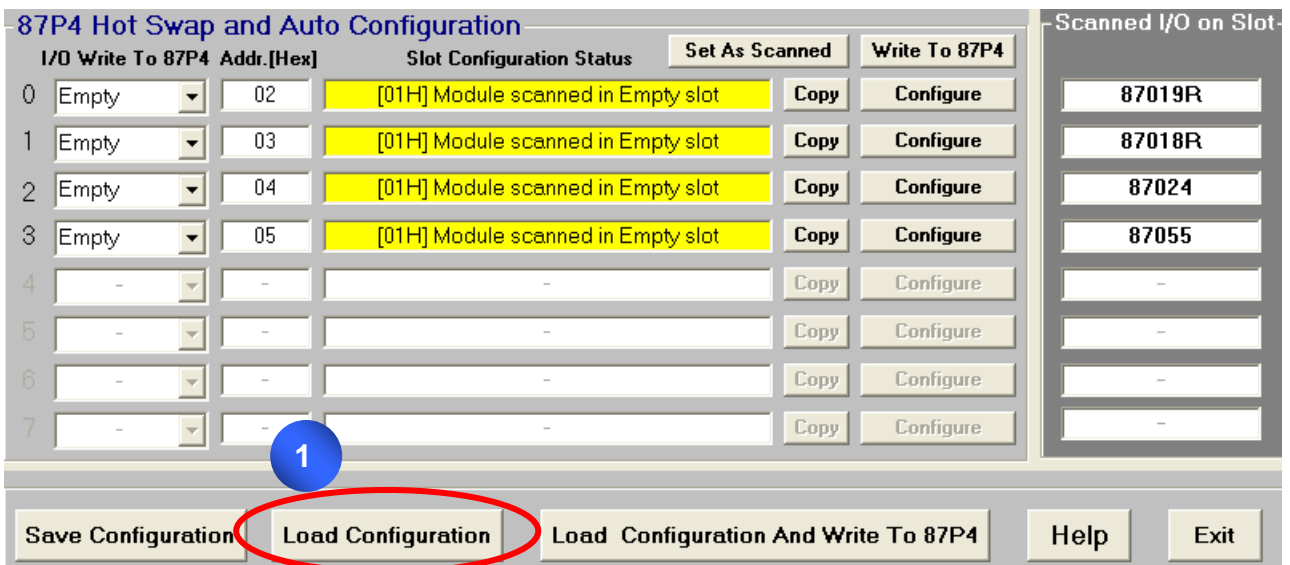 87P4 Hot Swap and Auto Configuration
Scanned I/O on Slot
I/O Write To 87P4 Addr.[Hex] Slot Configuration Status Set As Scanned Write To 87P4
0 Empty 02 [01H] Module scanned in Empty slot Copy Configure 87019R
1 Empty 03 [01H] Module scanned in Empty slot Copy Configure 87018R
2 Empty 04 [01H] Module scanned in Empty slot Copy Configure 87024
3 Empty 05 [01H] Module scanned in Empty slot Copy Configure 87055
4 - - - Copy Configure -
5 - - - Copy Configure -
6 - - - Copy Configure -
7 - - - Copy Configure -
1
Save Configuration Load Configuration Load Configuration And Write To 87P4 Help Exit